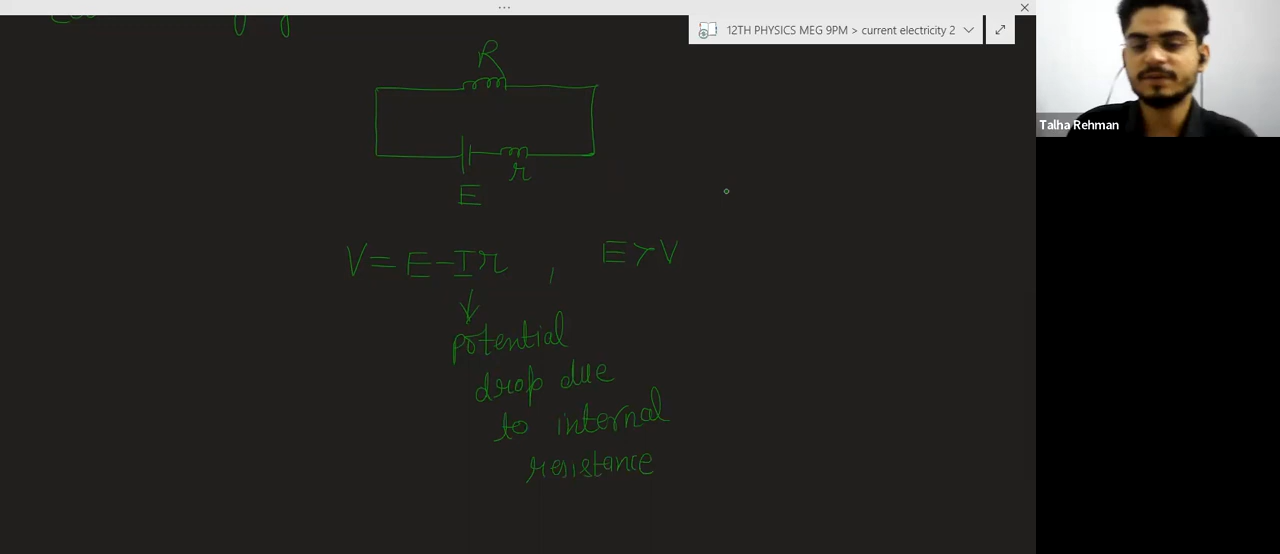 12TH PHYSICS MEG 9PM > current electricity 2
Talha Rehman
R
r
E
V = E - Ir , E > V
potential
drop due
to internal
resistance